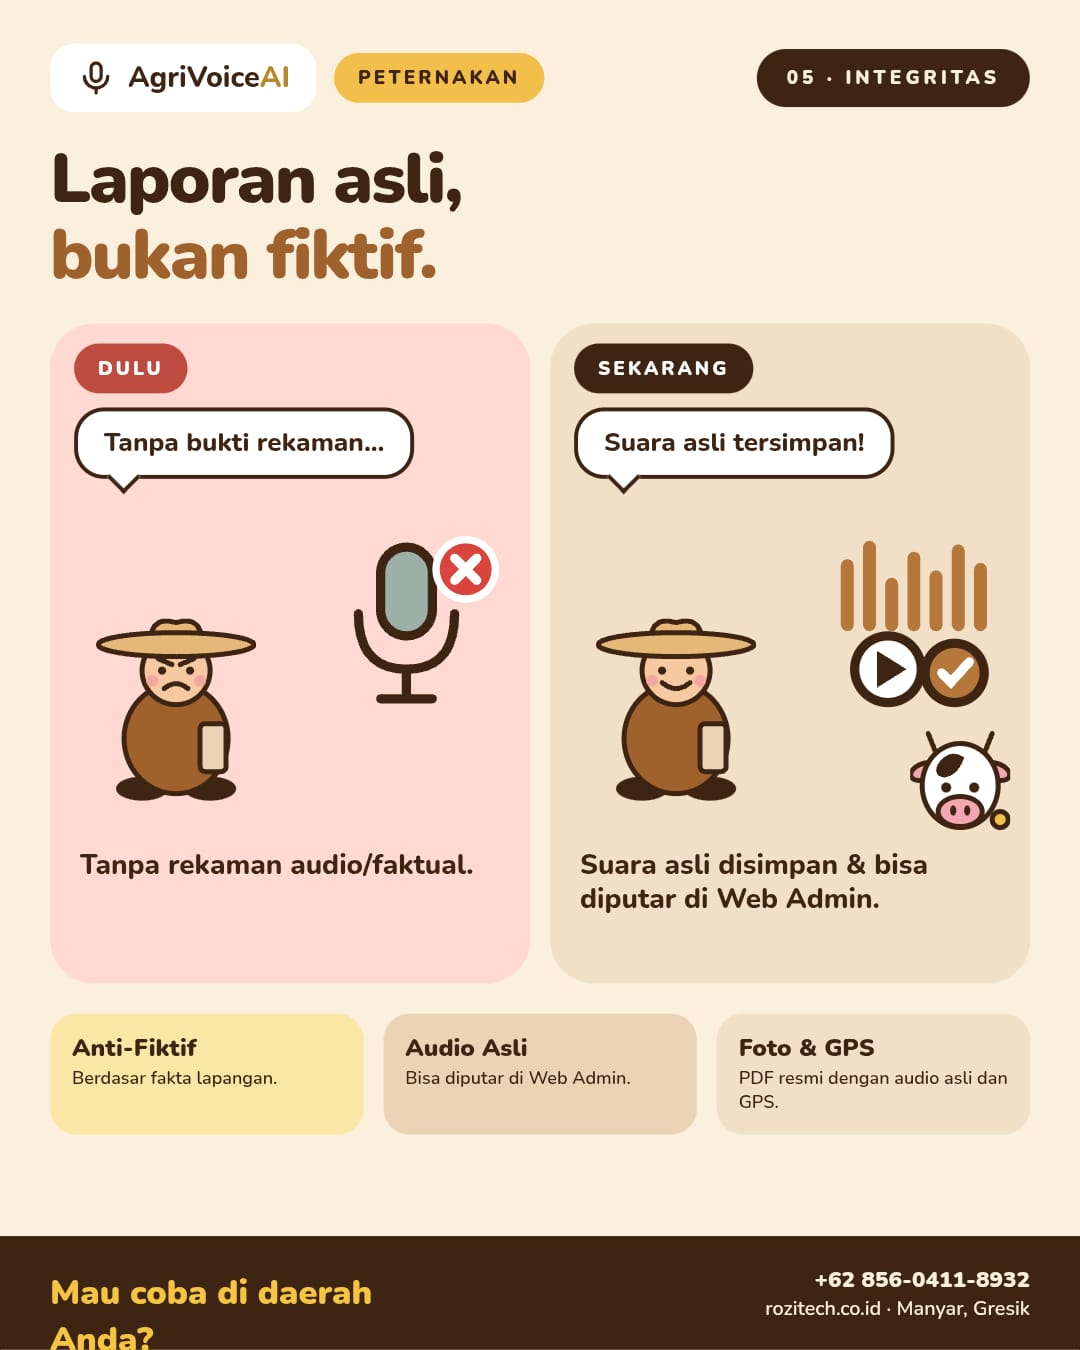 AgriVoiceAI
PETERNAKAN
05 · INTEGRITAS
Laporan asli,
bukan fiktif.
DULU
Tanpa bukti rekaman...
Tanpa rekaman audio/faktual.
SEKARANG
Suara asli tersimpan!
Suara asli disimpan & bisa
diputar di Web Admin.
Anti-Fiktif
Berdasar fakta lapangan.
Audio Asli
Bisa diputar di Web Admin.
Foto & GPS
PDF resmi dengan audio asli dan
GPS.
Mau coba di daerah
Anda?
+62 856-0411-8932
rozitech.co.id · Manyar, Gresik